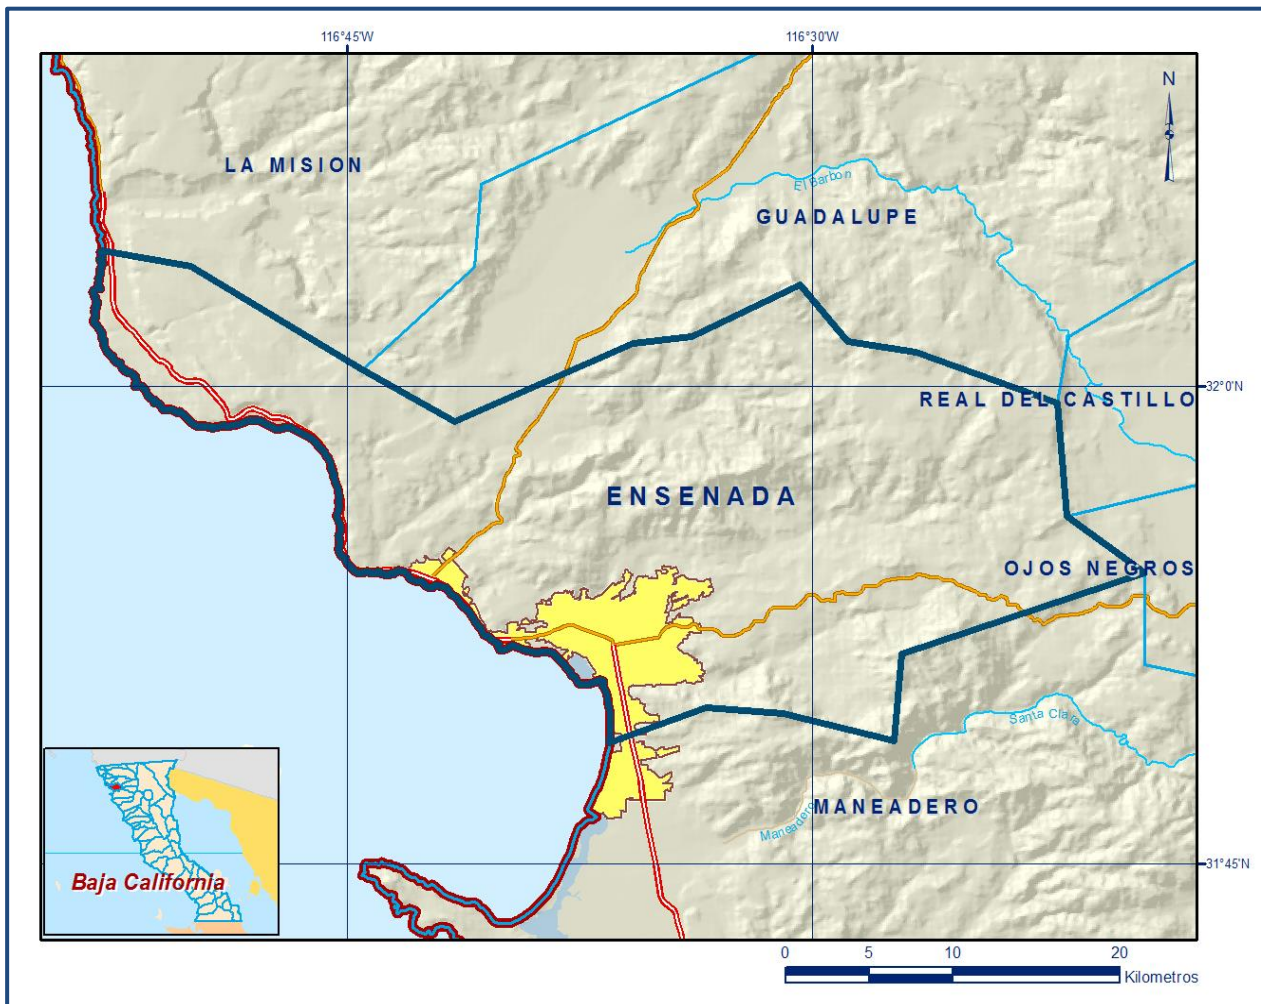 116°45'W
116°30'W
N
LA MISION
El Barbon
GUADALUPE
32°0'N
REAL DEL CASTILLO
ENSENADA
OJOS NEGROS
Santa Clara
MANEADERO
Maneadero
31°45'N
Baja California
0 5 10 20
Kilometros